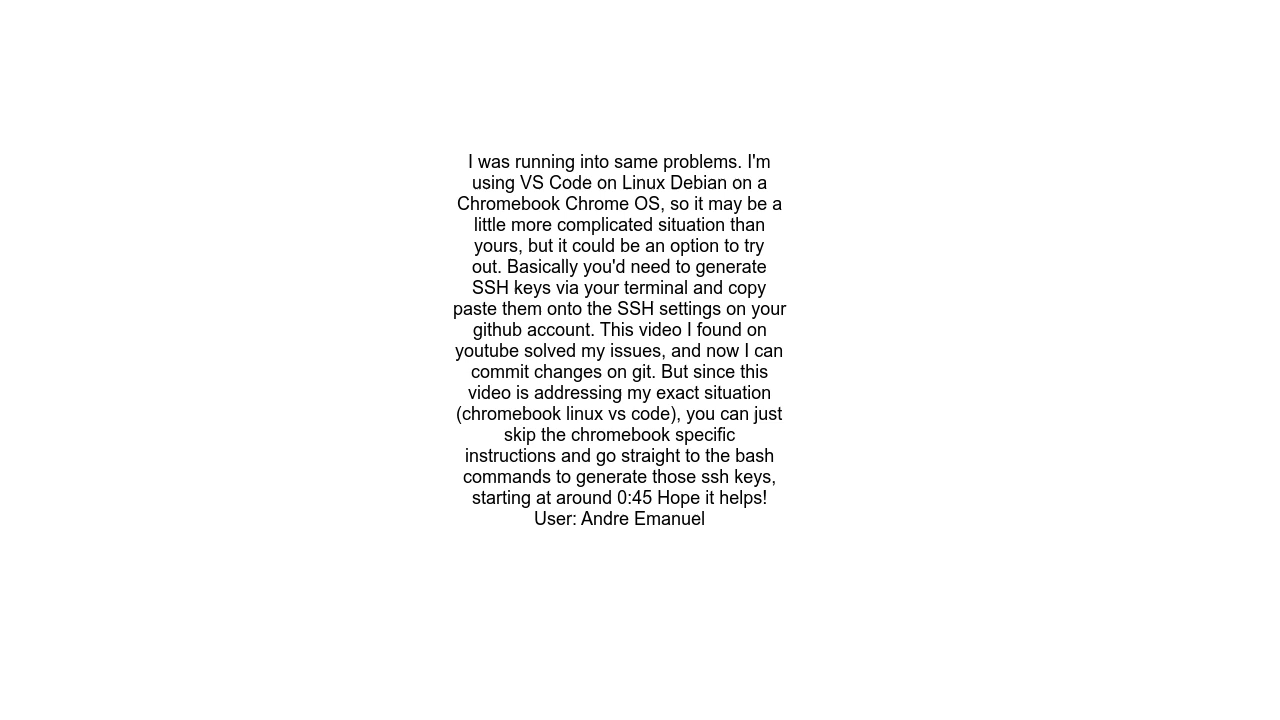 I was running into same problems. I'm
using VS Code on Linux Debian on a
Chromebook Chrome OS, so it may be a
little more complicated situation than
yours, but it could be an option to try
out. Basically you'd need to generate
SSH keys via your terminal and copy
paste them onto the SSH settings on your
github account. This video I found on
youtube solved my issues, and now I can
commit changes on git. But since this
video is addressing my exact situation
(chromebook linux vs code), you can just
skip the chromebook specific
instructions and go straight to the bash
commands to generate those ssh keys,
starting at around 0:45 Hope it helps!
User: Andre Emanuel